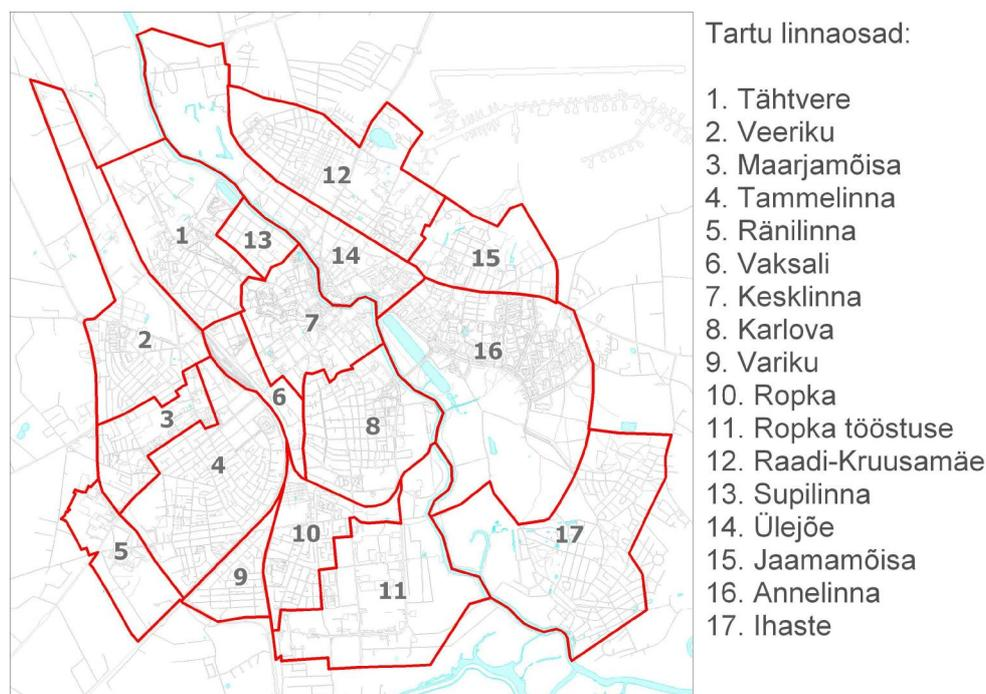 Tartu linnaosad:
1. Tähtvere
2. Veeriku
3. Maarjamõisa
4. Tammelinna
5. Ränilinna
6. Vaksali
7. Kesklinna
8. Karlova
9. Variku
10. Ropka
11. Ropka tööstuse
12. Raadi-Kruusamäe
13. Supilinna
14. Ülejõe
15. Jaamamõisa
16. Annelinna
17. Ihaste
12
1
13
14
15
7
2
16
6
3
8
4
10
17
5
9
11